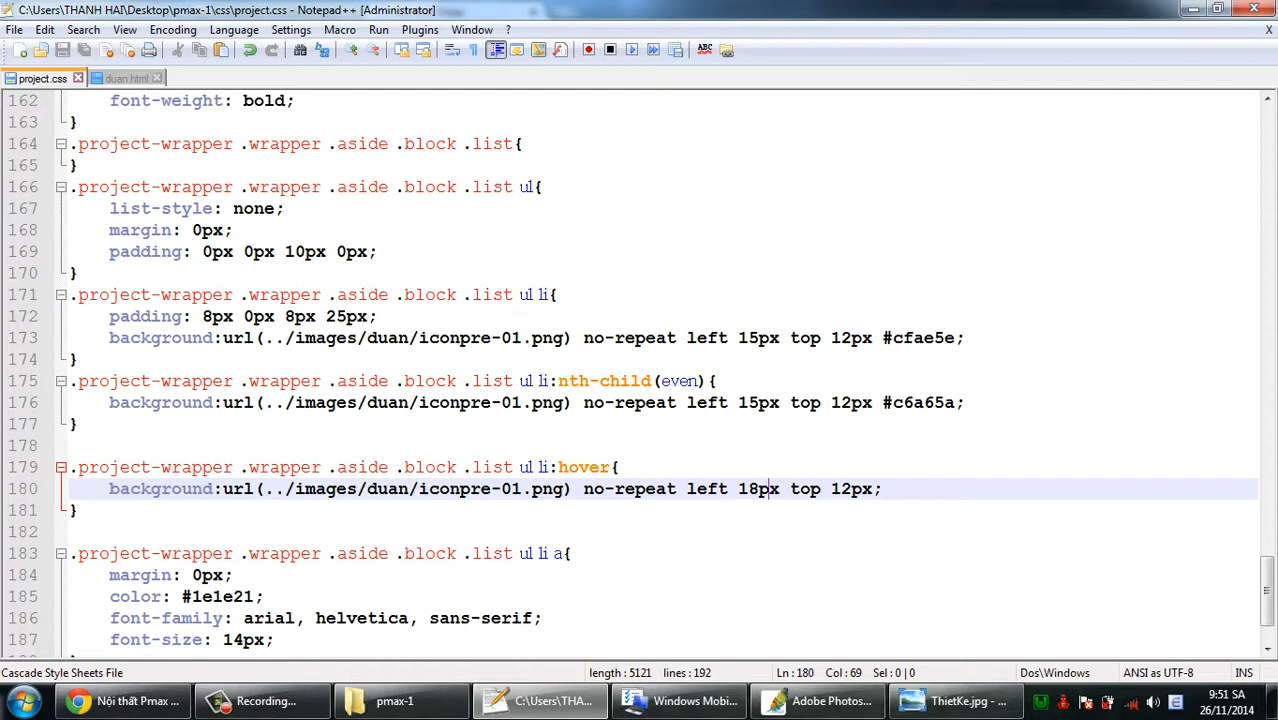 C:\Users\THANH HAI\Desktop\pmax-1\css\project.css - Notepad++ [Administrator]
File Edit Search View Encoding Language Settings Macro Run Plugins Window ? X
project.css duan.html
162 font-weight: bold;
163 }
164 .project-wrapper .wrapper .aside .block .list{
165 }
166 .project-wrapper .wrapper .aside .block .list ul{
167 list-style: none;
168 margin: 0px;
169 padding: 0px 0px 10px 0px;
170 }
171 .project-wrapper .wrapper .aside .block .list ul li{
172 padding: 8px 0px 8px 25px;
173 background:url(../images/duan/iconpre-01.png) no-repeat left 15px top 12px #cfae5e;
174 }
175 .project-wrapper .wrapper .aside .block .list ul li:nth-child(even){
176 background:url(../images/duan/iconpre-01.png) no-repeat left 15px top 12px #c6a65a;
177 }
178
179 .project-wrapper .wrapper .aside .block .list ul li:hover{
180 background:url(../images/duan/iconpre-01.png) no-repeat left 18px top 12px;
181 }
182
183 .project-wrapper .wrapper .aside .block .list ul li a{
184 margin: 0px;
185 color: #1e1e21;
186 font-family: arial, helvetica, sans-serif;
187 font-size: 14px;
Cascade Style Sheets File length : 5121 lines : 192 Ln : 180 Col : 69 Sel : 0 | 0 Dos\Windows ANSI as UTF-8 INS
Nội thất Pmax ... Recording... pmax-1 C:\Users\THA... Windows Mobi... Adobe Photos... ThietKe.jpg - ... 9:51 SA
26/11/2014